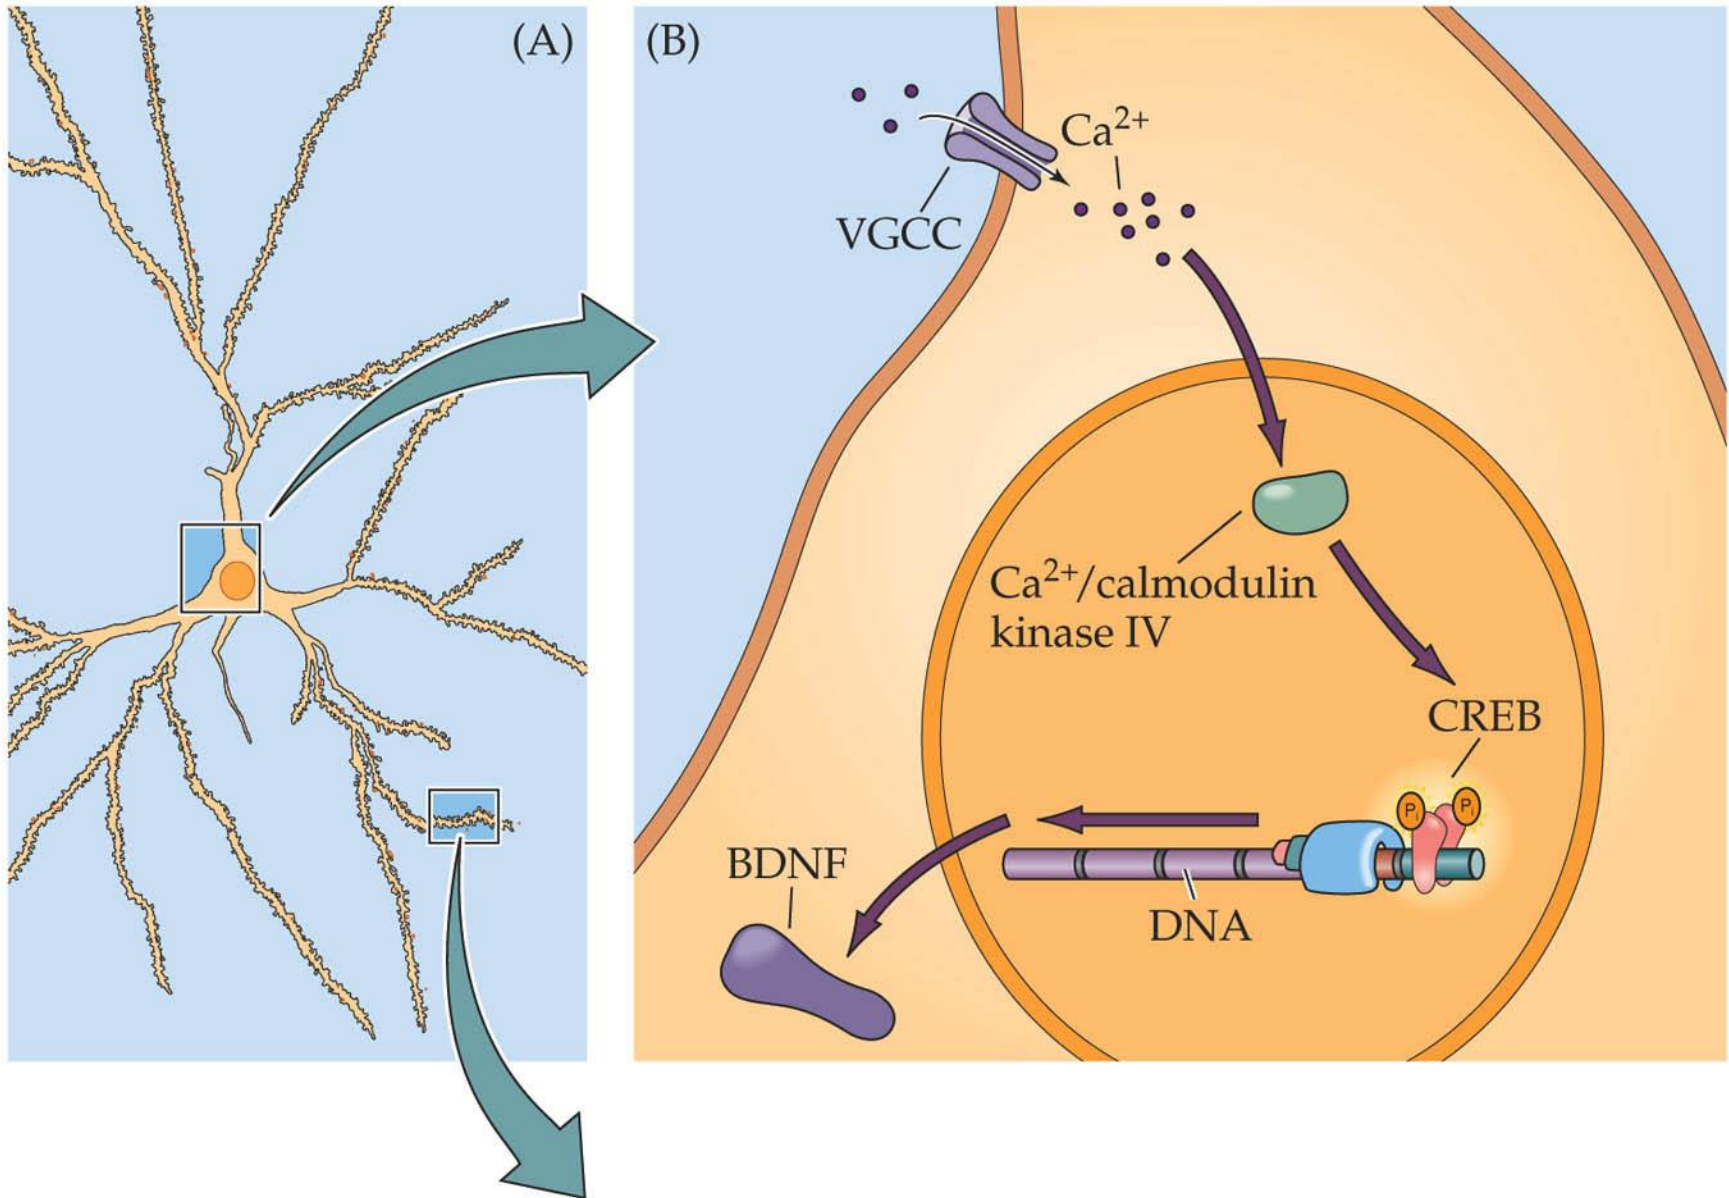 (A)
(B)
Ca²⁺
VGCC
Ca²⁺/calmodulin
kinase IV
CREB
Pᵢ
Pᵢ
BDNF
DNA